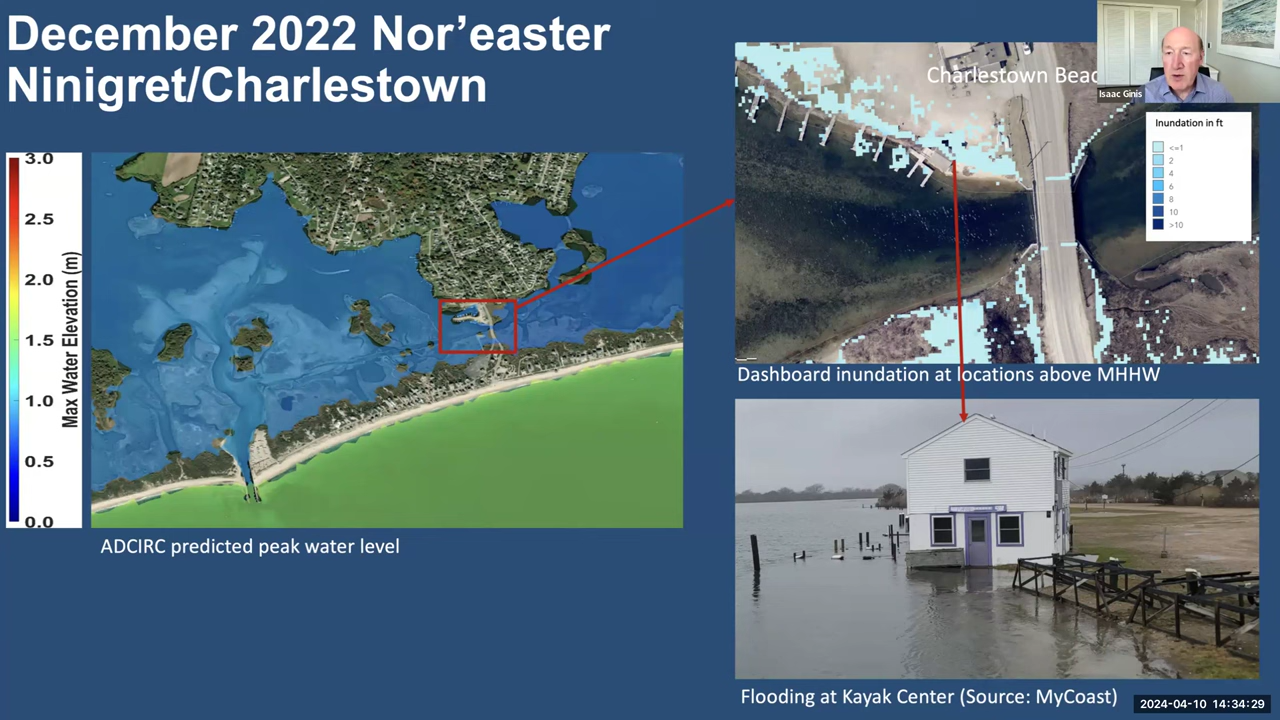 December 2022 Nor’easter
Ninigret/Charlestown
3.0
2.5
2.0
1.5
1.0
0.5
0.0
Max Water Elevation (m)
ADCIRC predicted peak water level
Charlestown Beac
Isaac Ginis
Inundation in ft
<=1
2
4
6
8
10
>10
Dashboard inundation at locations above MHHW
Flooding at Kayak Center (Source: MyCoast)
2024-04-10 14:34:29